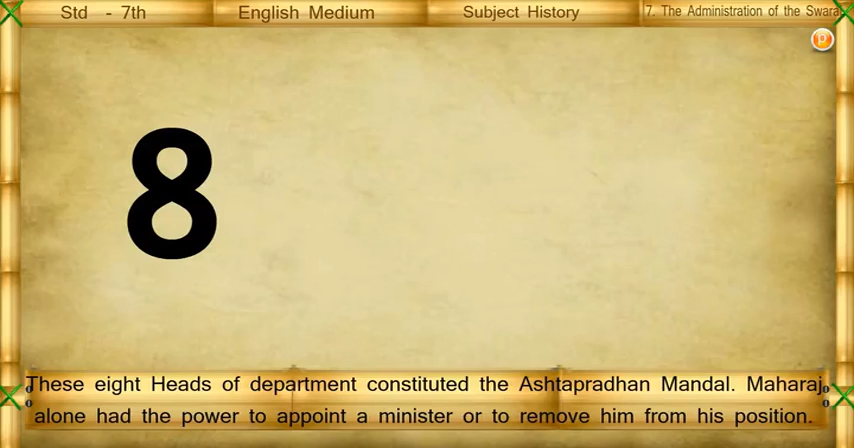 Std - 7th
English Medium
Subject History
7. The Administration of the Swaraj
8
These eight Heads of department constituted the Ashtapradhan Mandal. Maharaj
alone had the power to appoint a minister or to remove him from his position.